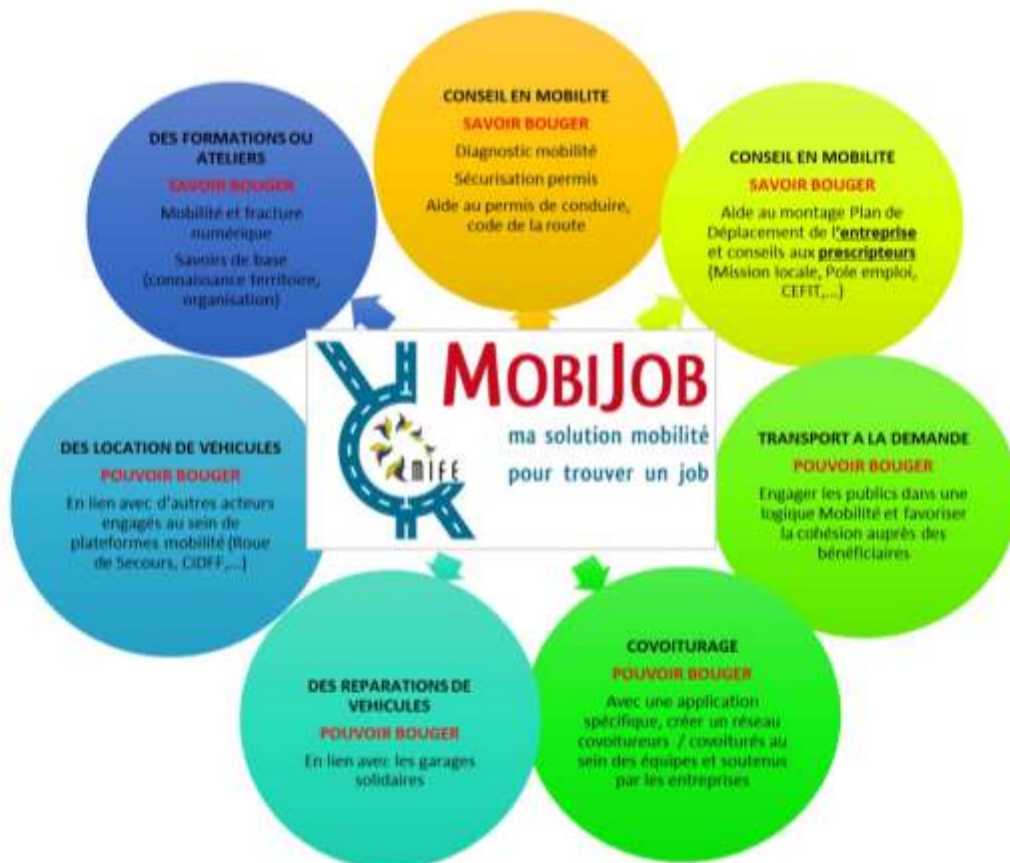 CONSEIL EN MOBILITE
SAVOIR BOUGER
Diagnostic mobilité
Sécurisation permis
Aide au permis de conduire,
code de la route
DES FORMATIONS OU
ATELIERS
SAVOIR BOUGER
Mobilité et fracture
numérique
Savoirs de base
(connaissance territoire,
organisation)
CONSEIL EN MOBILITE
SAVOIR BOUGER
Aide au montage Plan de
Déplacement de l'entreprise
et conseils aux prescripteurs
(Mission locale, Pole emploi,
CEFIT,...)
MOBIJOB
ma solution mobilité
pour trouver un job
MIFE
DES LOCATION DE VEHICULES
POUVOIR BOUGER
En lien avec d'autres acteurs
engagés au sein de
plateformes mobilité (Roue
de Secours, CIDFF,...)
TRANSPORT A LA DEMANDE
POUVOIR BOUGER
Engager les publics dans une
logique Mobilité et favoriser
la cohésion auprès des
bénéficiaires
DES REPARATIONS DE
VEHICULES
POUVOIR BOUGER
En lien avec les garages
solidaires
COVOITURAGE
POUVOIR BOUGER
Avec une application
spécifique, créer un réseau
covoitureurs / covoiturés au
sein des équipes et soutenus
par les entreprises